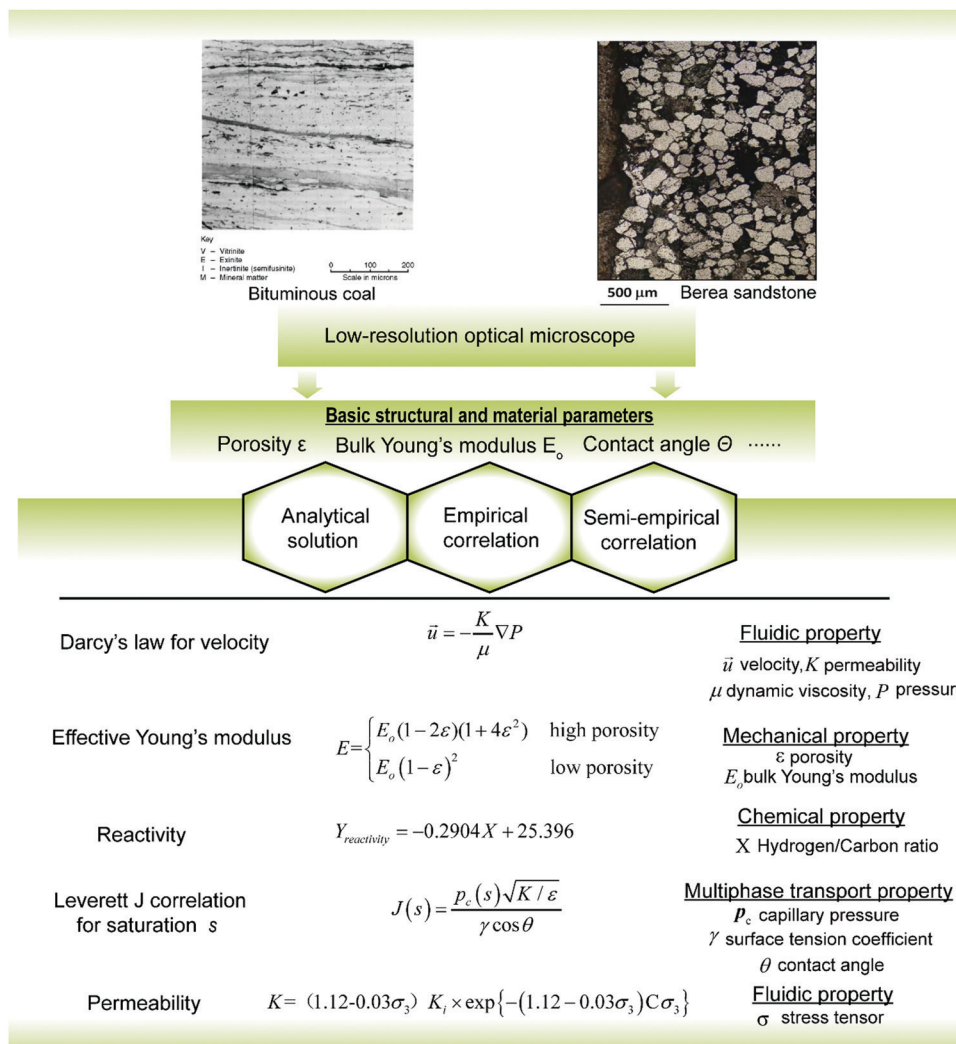 Key
V – Vitrinite
E – Exinite
I – Inertinite (semifusinite)
M – Mineral matter
0 100 200
Scale in microns
Bituminous coal
500 µm
Berea sandstone
Low-resolution optical microscope
Basic structural and material parameters
Porosity ε Bulk Young's modulus Eₒ Contact angle Θ ······
Analytical solution
Empirical correlation
Semi-empirical correlation
Darcy's law for velocity
u⃗ = −K/μ ∇P
Fluidic property
u⃗ velocity, K permeability
μ dynamic viscosity, P pressur
Effective Young's modulus
E = { Eₒ(1 − 2ε)(1 + 4ε²) high porosity
Eₒ(1 − ε)² low porosity
Mechanical property
ε porosity
Eₒ bulk Young's modulus
Reactivity
Y_reactivity = −0.2904X + 25.396
Chemical property
X Hydrogen/Carbon ratio
Leverett J correlation
for saturation s
J(s) = p_c(s)√(K / ε) / γ cos θ
Multiphase transport property
p_c capillary pressure
γ surface tension coefficient
θ contact angle
Permeability
K = (1.12-0.03σ₃) Kᵢ × exp{−(1.12 − 0.03σ₃)Cσ₃}
Fluidic property
σ stress tensor